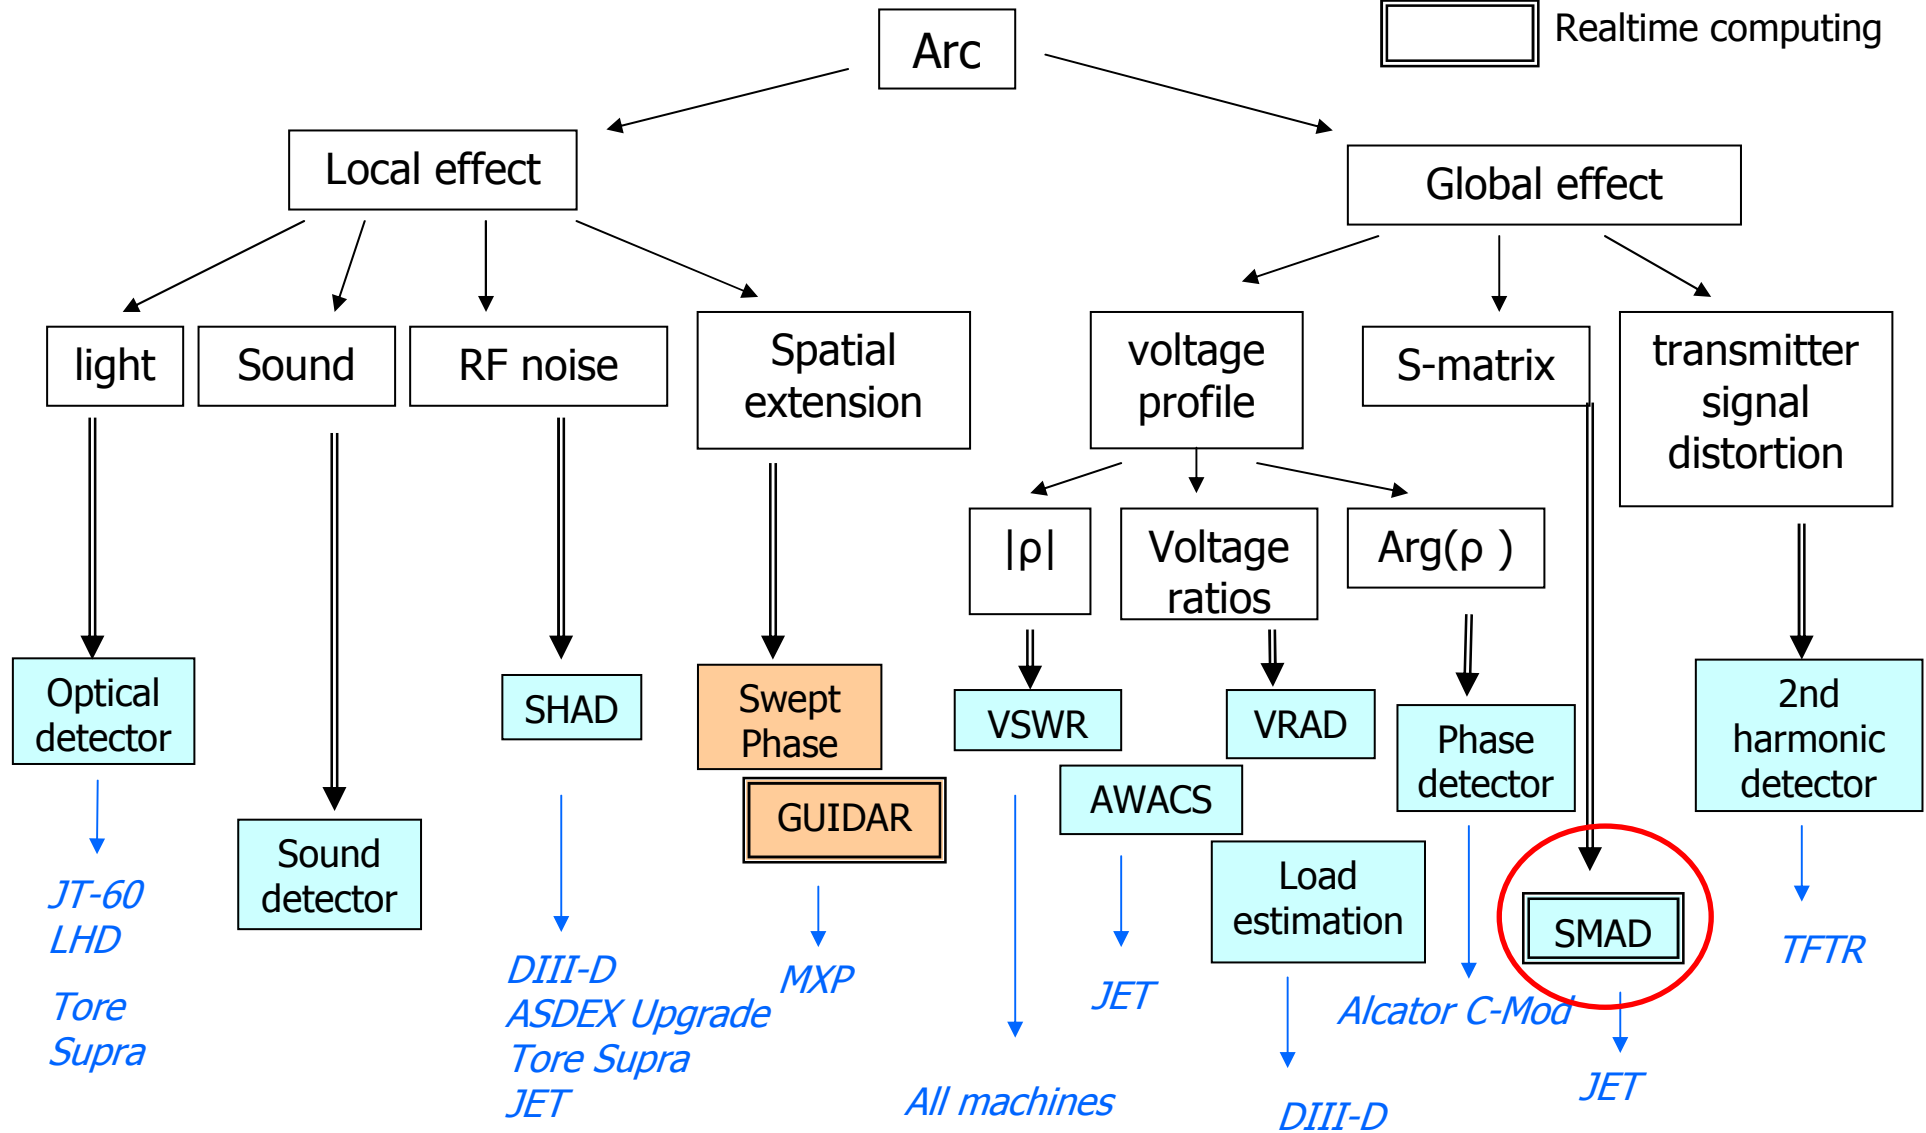 Arc
Realtime computing
Local effect
Global effect
light
Sound
RF noise
Spatial
extension
voltage
profile
S-matrix
transmitter
signal
distortion
|ρ|
Voltage
ratios
Arg(ρ )
Optical
detector
Sound
detector
SHAD
Swept
Phase
GUIDAR
VSWR
AWACS
VRAD
Load
estimation
Phase
detector
SMAD
2nd
harmonic
detector
JT-60
LHD
Tore
Supra
DIII-D
ASDEX Upgrade
Tore Supra
JET
MXP
All machines
JET
DIII-D
Alcator C-Mod
JET
TFTR